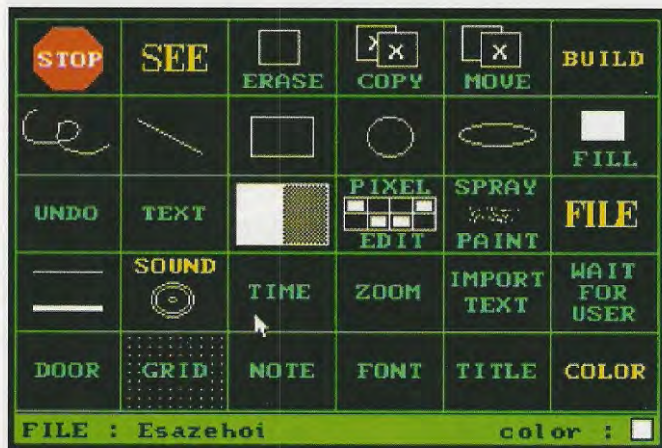 STOP
SEE
ERASE
X X
COPY
X
MOVE
BUILD
FILL
UNDO
TEXT
PIXEL
EDIT
SPRAY
PAINT
FILE
SOUND
TIME
ZOOM
IMPORT
TEXT
WAIT
FOR
USER
DOOR
GRID
NOTE
FONT
TITLE
COLOR
FILE : Esazehoi color :